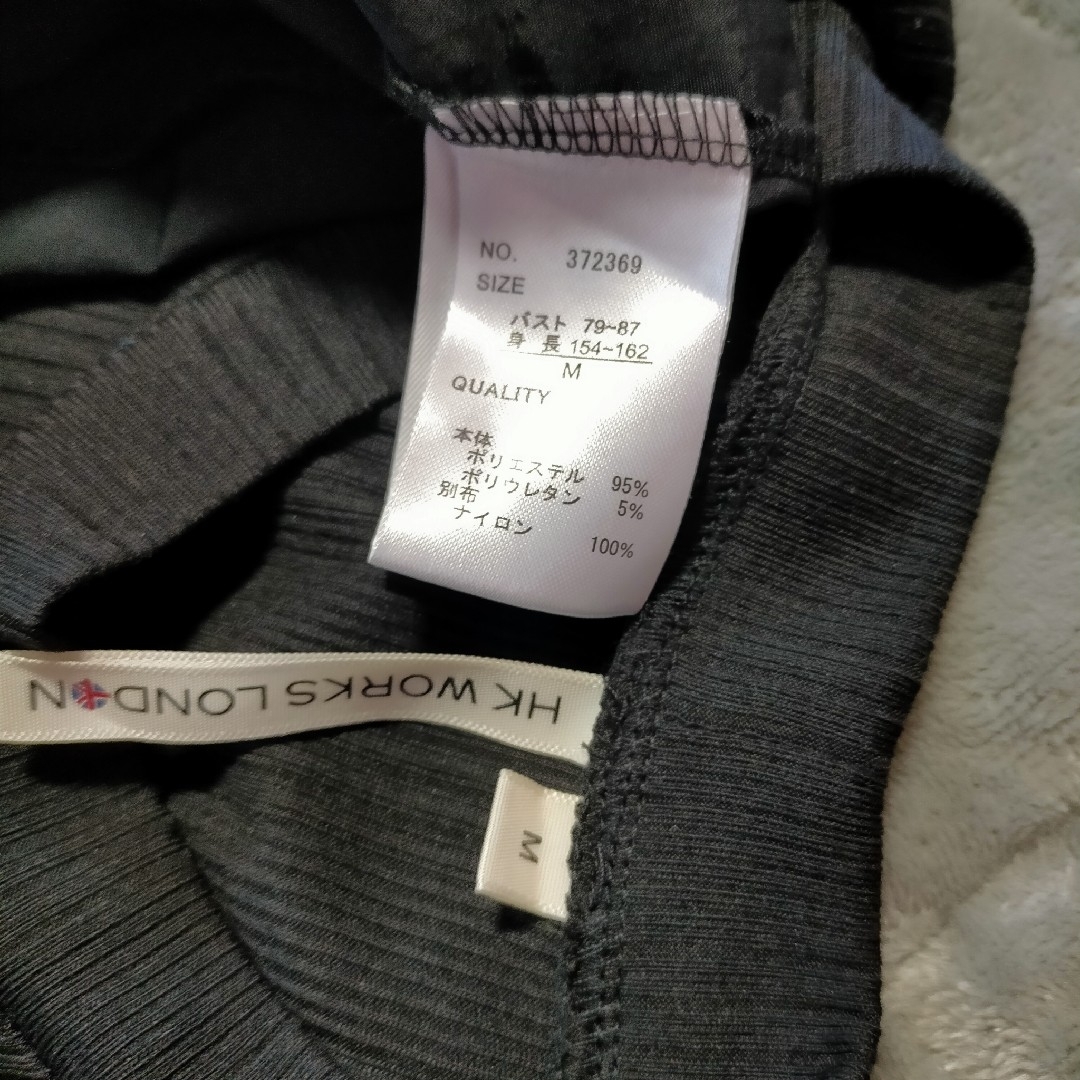 NO. 372369
SIZE
バスト 79~87
身 長 154~162
M
QUALITY
本体
ポリエステル 95%
ポリウレタン 5%
別布
ナイロン 100%
HK WORKS LONDON
M